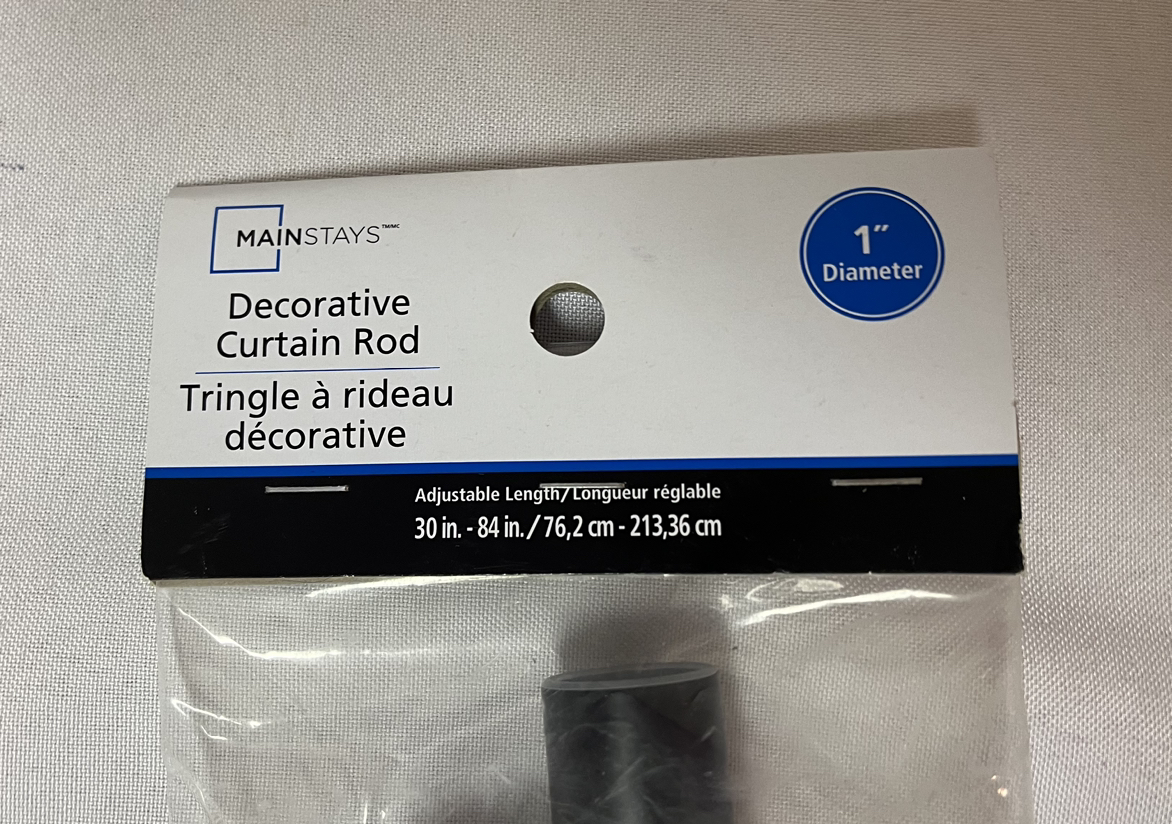 MAINSTAYS™/MC
Decorative
Curtain Rod
Tringle à rideau
décorative
1"
Diameter
Adjustable Length/Longueur réglable
30 in. - 84 in. / 76,2 cm - 213,36 cm